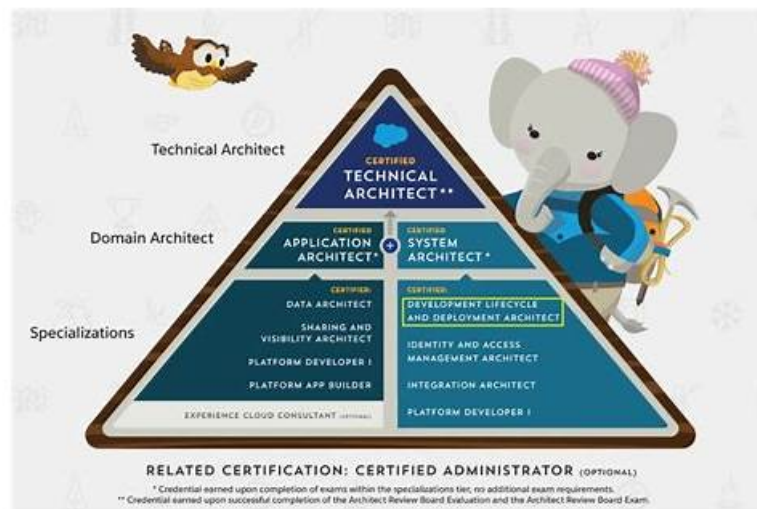 Technical Architect
CERTIFIED
TECHNICAL
ARCHITECT**
Domain Architect
CERTIFIED
APPLICATION
ARCHITECT*
+
CERTIFIED
SYSTEM
ARCHITECT*
Specializations
CERTIFIED:
DATA ARCHITECT
SHARING AND
VISIBILITY ARCHITECT
PLATFORM DEVELOPER I
PLATFORM APP BUILDER
EXPERIENCE CLOUD CONSULTANT (OPTIONAL)
CERTIFIED:
DEVELOPMENT LIFECYCLE
AND DEPLOYMENT ARCHITECT
IDENTITY AND ACCESS
MANAGEMENT ARCHITECT
INTEGRATION ARCHITECT
PLATFORM DEVELOPER I
RELATED CERTIFICATION: CERTIFIED ADMINISTRATOR (OPTIONAL)
* Credential earned upon completion of exams within the specializations tier, no additional exam requirements.
** Credential earned upon successful completion of the Architect Review Board Evaluation and the Architect Review Board Exam.